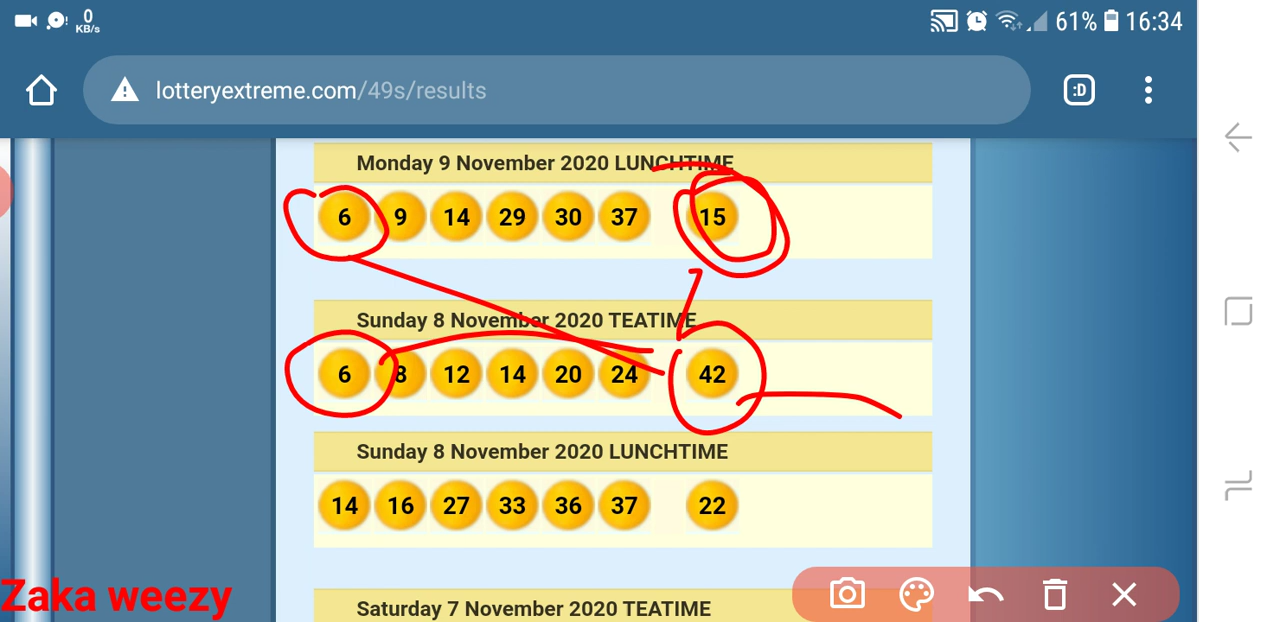 0
KB/s
61%
16:34
lotteryextreme.com/49s/results
:D
Monday 9 November 2020 LUNCHTIME
6 9 14 29 30 37 15
Sunday 8 November 2020 TEATIME
6 8 12 14 20 24 42
Sunday 8 November 2020 LUNCHTIME
14 16 27 33 36 37 22
Saturday 7 November 2020 TEATIME
Zaka weezy